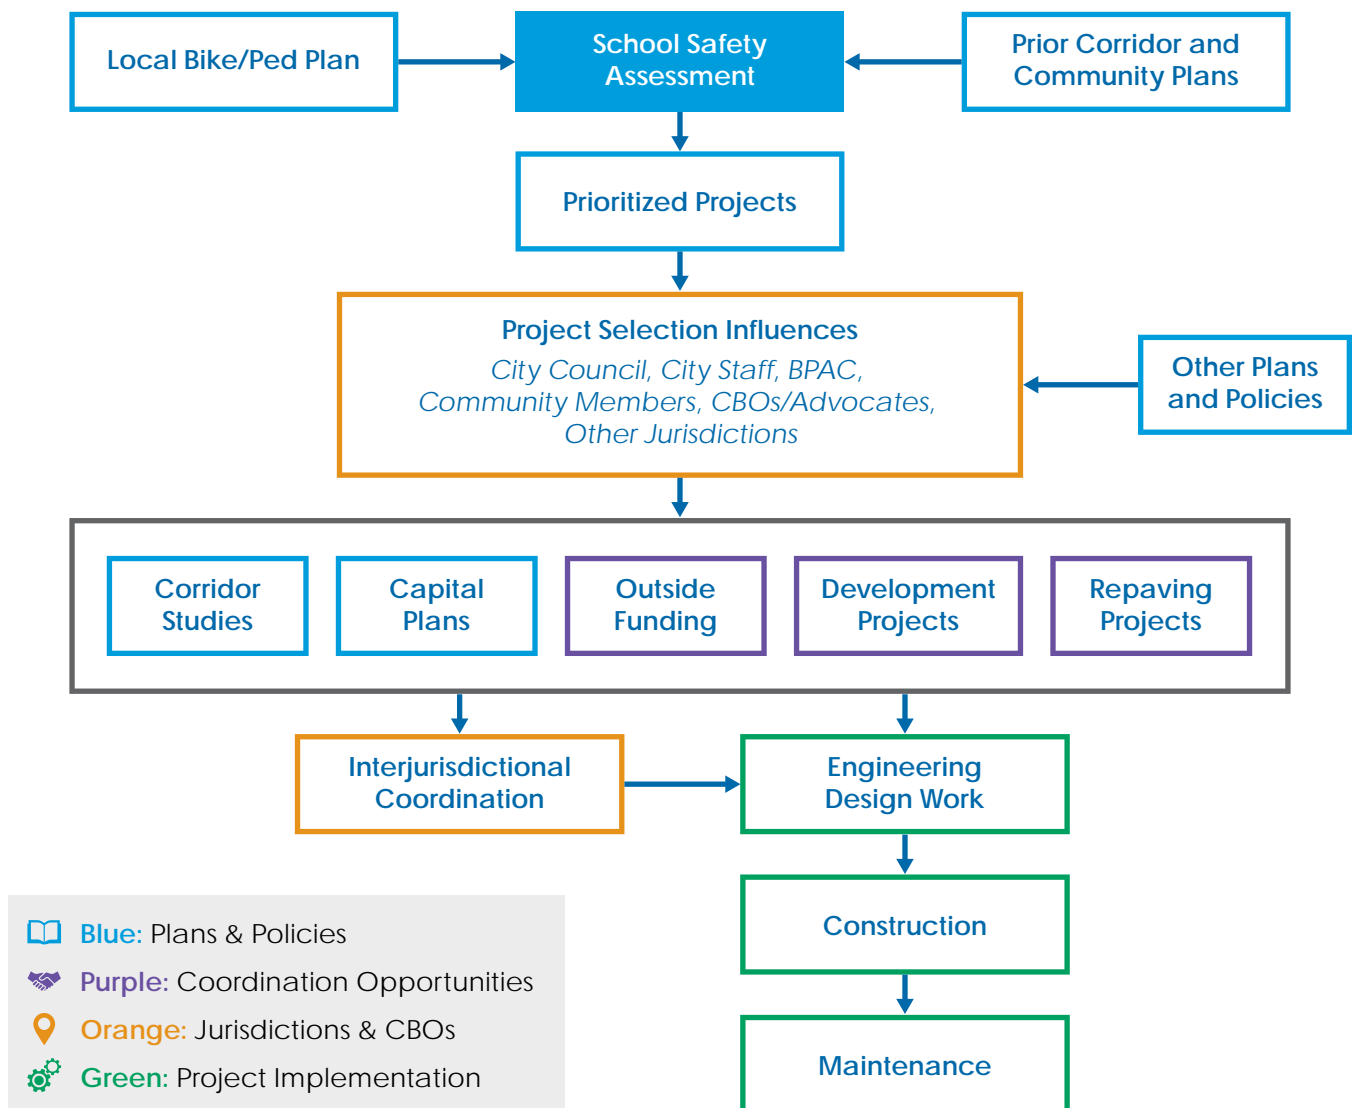 Local Bike/Ped Plan
School Safety
Assessment
Prior Corridor and
Community Plans
Prioritized Projects
Project Selection Influences
City Council, City Staff, BPAC,
Community Members, CBOs/Advocates,
Other Jurisdictions
Other Plans
and Policies
Corridor
Studies
Capital
Plans
Outside
Funding
Development
Projects
Repaving
Projects
Interjurisdictional
Coordination
Engineering
Design Work
Construction
Maintenance
Blue: Plans & Policies
Purple: Coordination Opportunities
Orange: Jurisdictions & CBOs
Green: Project Implementation